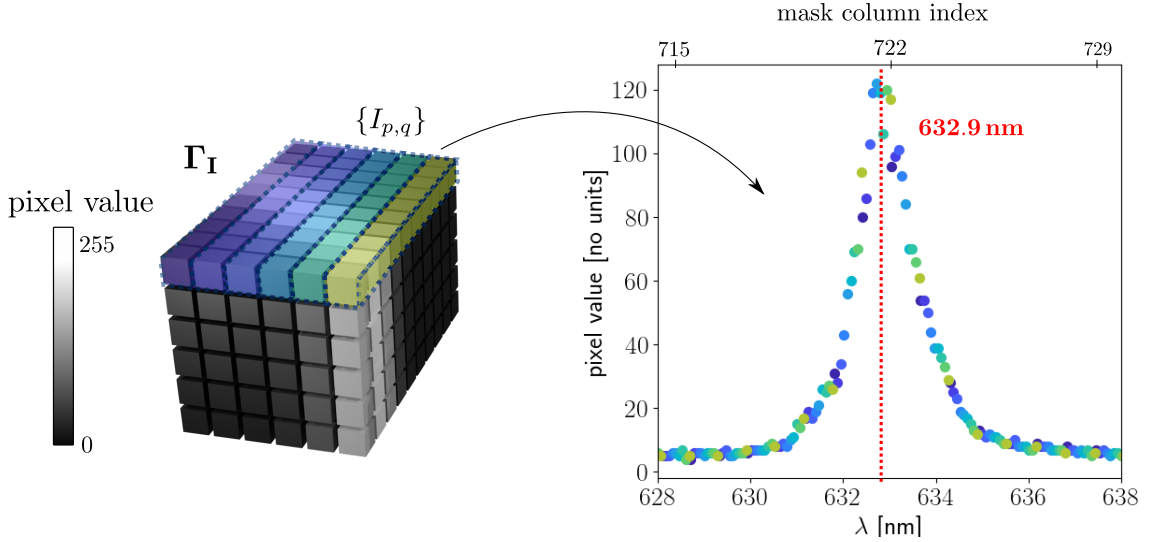 {I_{p,q}}
Γ_I
pixel value
255
0
mask column index
715 722 729
632.9 nm
pixel value [no units]
120
100
80
60
40
20
0
628 630 632 634 636 638
λ [nm]